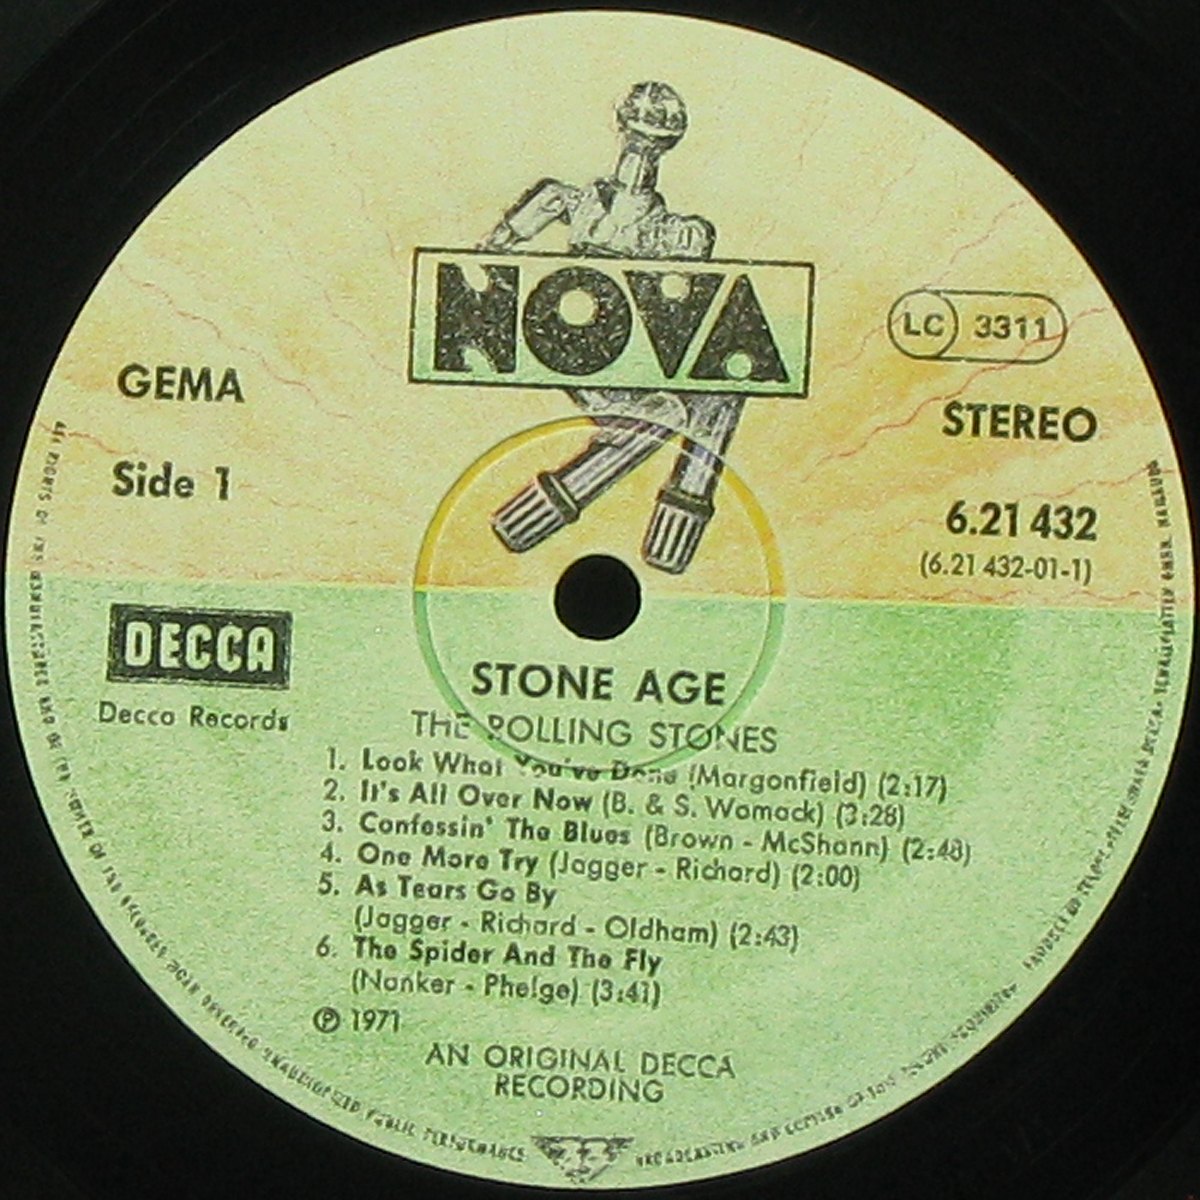 NOVA
LC 3311
GEMA
STEREO
Side 1
6.21 432
(6.21 432-01-1)
DECCA
Decca Records
STONE AGE
THE ROLLING STONES
1. Look What You've Done (Morganfield) (2:17)
2. It's All Over Now (B. & S. Womack) (3:28)
3. Confessin' The Blues (Brown - McShann) (2:48)
4. One More Try (Jagger - Richard) (2:00)
5. As Tears Go By
(Jagger - Richard - Oldham) (2:43)
6. The Spider And The Fly
(Nanker - Phelge) (3:41)
℗ 1971
AN ORIGINAL DECCA
RECORDING